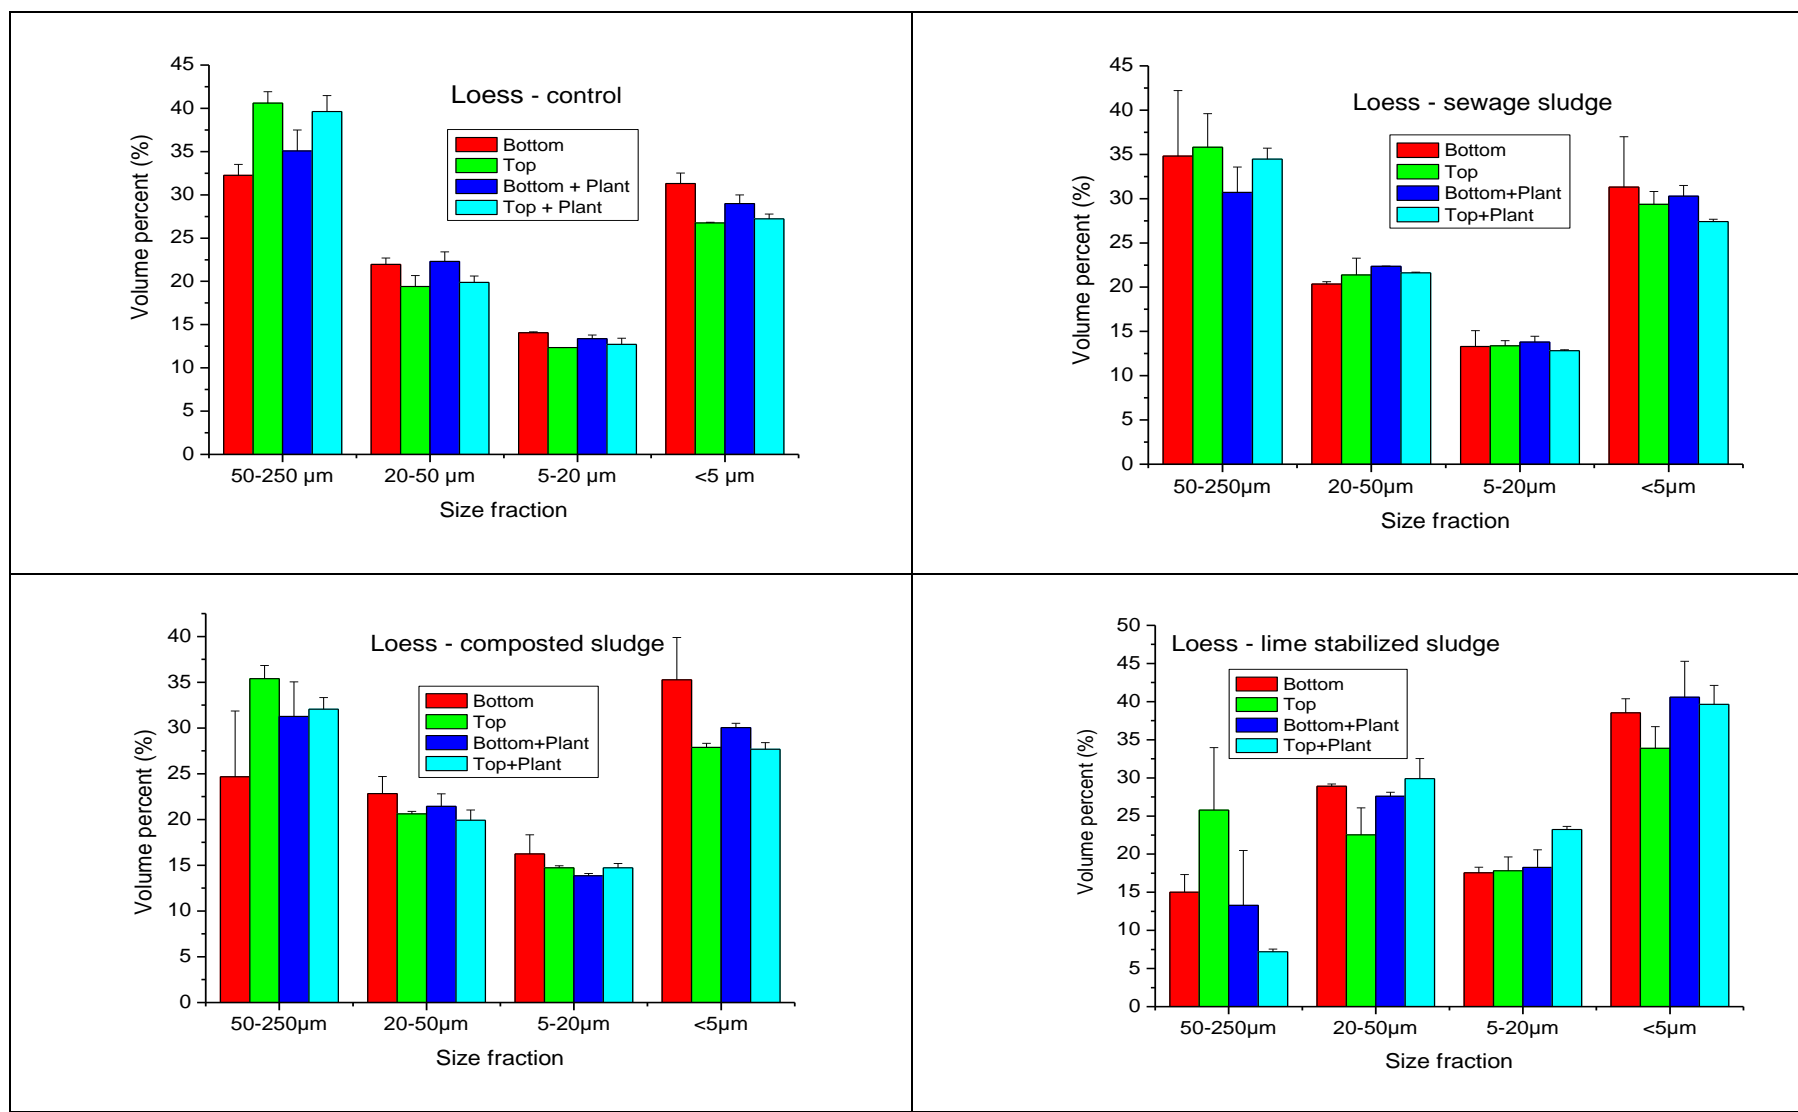 Loess - control
Bottom
Top
Bottom + Plant
Top + Plant
Volume percent (%)
45
40
35
30
25
20
15
10
5
0
50-250 µm 20-50 µm 5-20 µm <5 µm
Size fraction
Loess - sewage sludge
Bottom
Top
Bottom+Plant
Top+Plant
Volume percent (%)
45
40
35
30
25
20
15
10
5
0
50-250µm 20-50µm 5-20µm <5µm
Size fraction
Loess - composted sludge
Bottom
Top
Bottom+Plant
Top+Plant
Volume percent (%)
40
35
30
25
20
15
10
5
0
50-250µm 20-50µm 5-20µm <5µm
Size fraction
Loess - lime stabilized sludge
Bottom
Top
Bottom+Plant
Top+Plant
Volume percent (%)
50
45
40
35
30
25
20
15
10
5
0
50-250µm 20-50µm 5-20µm <5µm
Size fraction